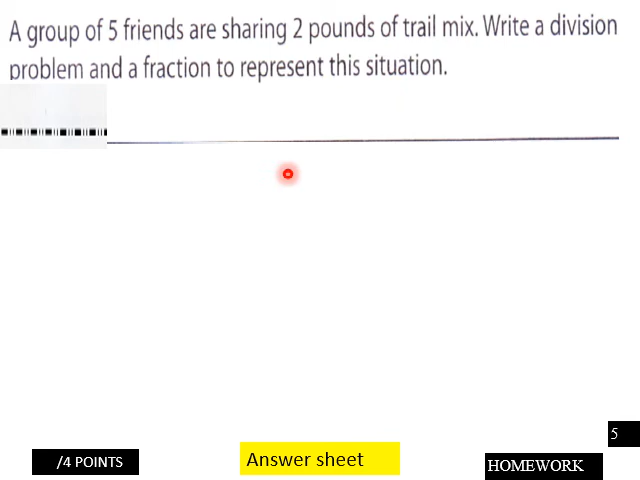 A group of 5 friends are sharing 2 pounds of trail mix. Write a division
problem and a fraction to represent this situation.
5
/4 POINTS
Answer sheet
HOMEWORK